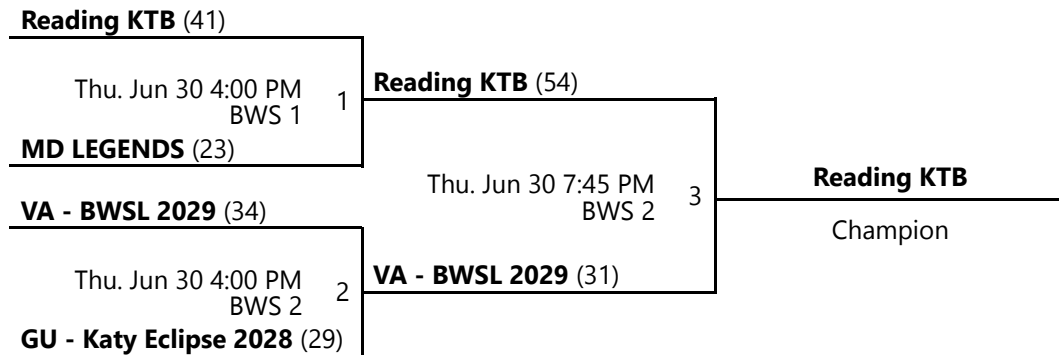 Reading KTB (41)
Thu. Jun 30 4:00 PM
BWS 1
1
MD LEGENDS (23)
Reading KTB (54)
VA - BWSL 2029 (34)
Thu. Jun 30 4:00 PM
BWS 2
2
GU - Katy Eclipse 2028 (29)
Thu. Jun 30 7:45 PM
BWS 2
3
VA - BWSL 2029 (31)
Reading KTB
Champion